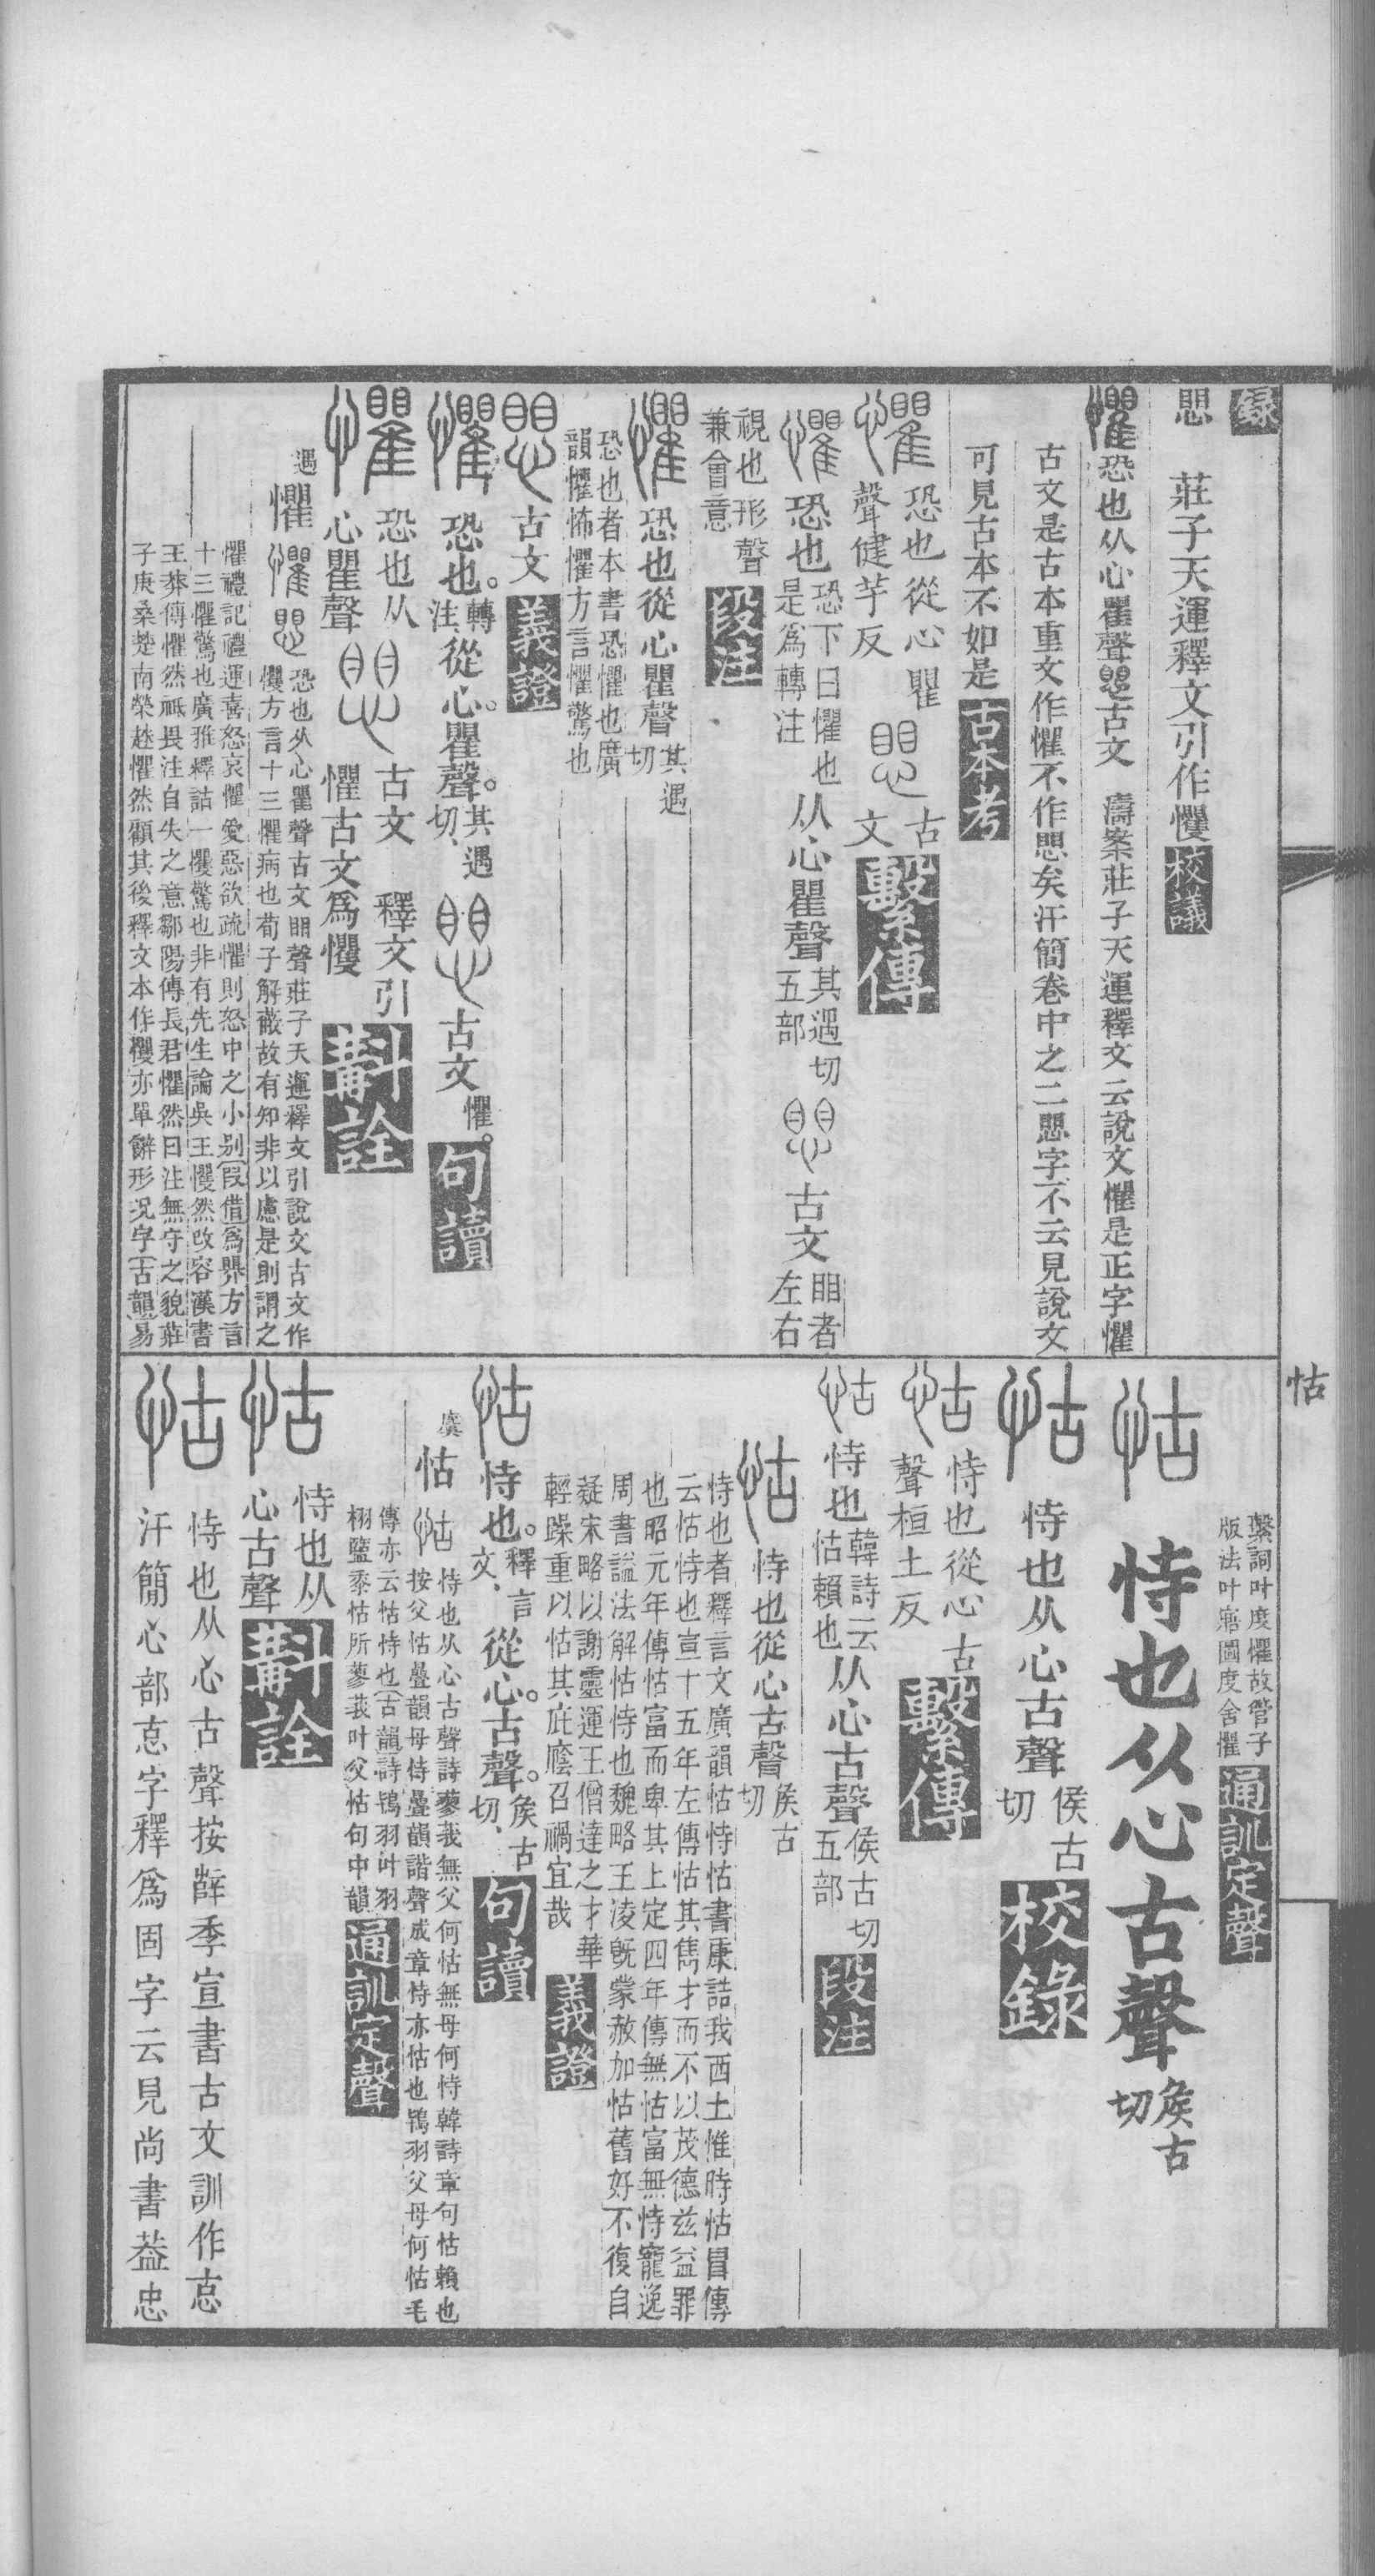 錄
𢠿　莊子天運釋文引作戄校議
懼恐也从心瞿聲𢠿古文　濤案莊子天運釋文云說文懼是正字戄
古文是古本重文作戄不作𢠿矣汗簡卷中之二𢠿字不云見說文
可見古本不如是古本考
懼恐也從心瞿
聲健芋反𢠿古
文繫傳
懼恐也恐下曰懼也
是爲轉注从心瞿聲其遇切
五部𢠿古文䀠者
左右
視也形聲
兼會意段注
懼恐也從心瞿聲其遇
切
恐也者本書恐懼也廣
韻懼怖懼方言懼驚也
𢠿古文義證
懼恐也。轉
注、從心。瞿聲。其遇
切、𢠿古文懼。句讀
懼恐也从
心瞿聲𢠿古文　釋文引
懼古文爲戄斠詮
遇懼懼𢠿恐也从心瞿聲古文䀠聲莊子天運釋文引說文古文作
戄方言十三懼病也荀子解蔽故有知非以慮是則謂之
懼禮記禮運喜怒哀懼愛惡欲疏懼則怒中之小別叚借爲界方言
十三懼驚也廣雅釋詁一戄驚也非有先生論吳王戄然改容漢書
王莽傳懼然祗畏注自失之意鄒陽傳長君懼然曰注無守之貌莊
子庚桑楚南榮趎懼然顧其後釋文本作戄亦單辭形況字古韻易
怙
繫詞叶度懼故管子
版法叶寤圖度舍懼通訓定聲
怙恃也从心古聲矦古
切
怙恃也从心古聲侯古
切校錄
怙恃也從心古
聲桓土反繫傳
怙恃也韓詩云
怙賴也从心古聲侯古切
五部段注
怙恃也從心古聲矦古
切
恃也者釋言文廣韻怙恃怙書康誥我西土惟時怙冒傳
云怙恃也宣十五年左傳怙其儁才而不以茂德兹益罪
也昭元年傳怙富而卑其上定四年傳無怙富無恃寵逸
周書謚法解怙恃也魏略王淩旣蒙赦加怙舊好不復自
疑宋略以謝靈運王僧達之才華
輕躁重以怙其庇廕召禍宜哉義證
怙恃也。釋言
文、從心。古聲。矦古
切、句讀
虞怙怙恃也从心古聲詩蓼莪無父何怙無母何恃韓詩章句怙賴也
按父怙疊韻母恃疊韻諧聲成章恃亦怙也鴇羽父母何怙毛
傳亦云怙恃也古韻詩鴇羽叶羽
栩鹽黍怙所蓼莪叶父怙句中韻通訓定聲
怙恃也从
心古聲斠詮
怙恃也从心古聲按薛季宣書古文訓作㤐
汗簡心部㤐字釋爲固字云見尚書葢忠